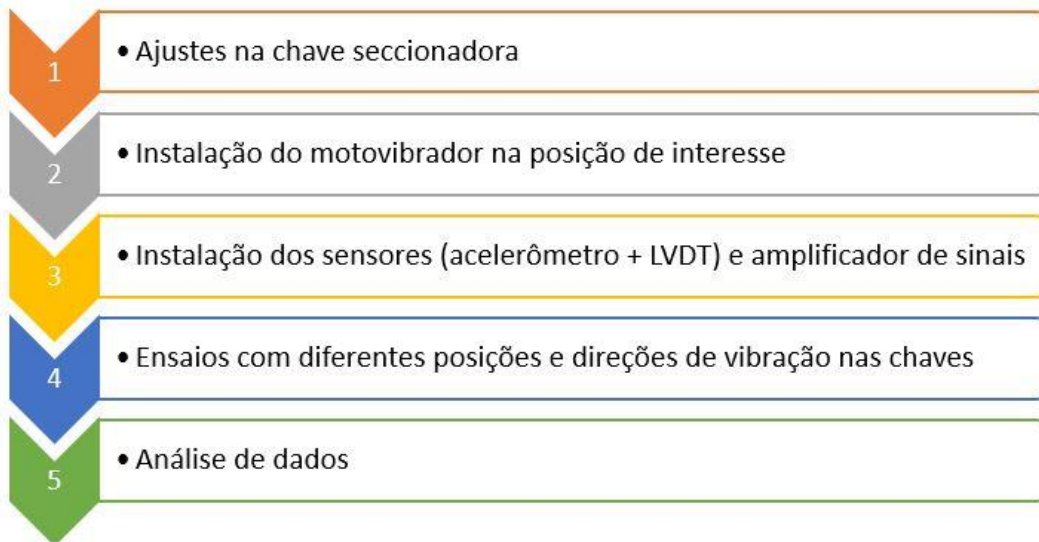 1
• Ajustes na chave seccionadora
2
• Instalação do motovibrador na posição de interesse
3
• Instalação dos sensores (acelerômetro + LVDT) e amplificador de sinais
4
• Ensaios com diferentes posições e direções de vibração nas chaves
5
• Análise de dados